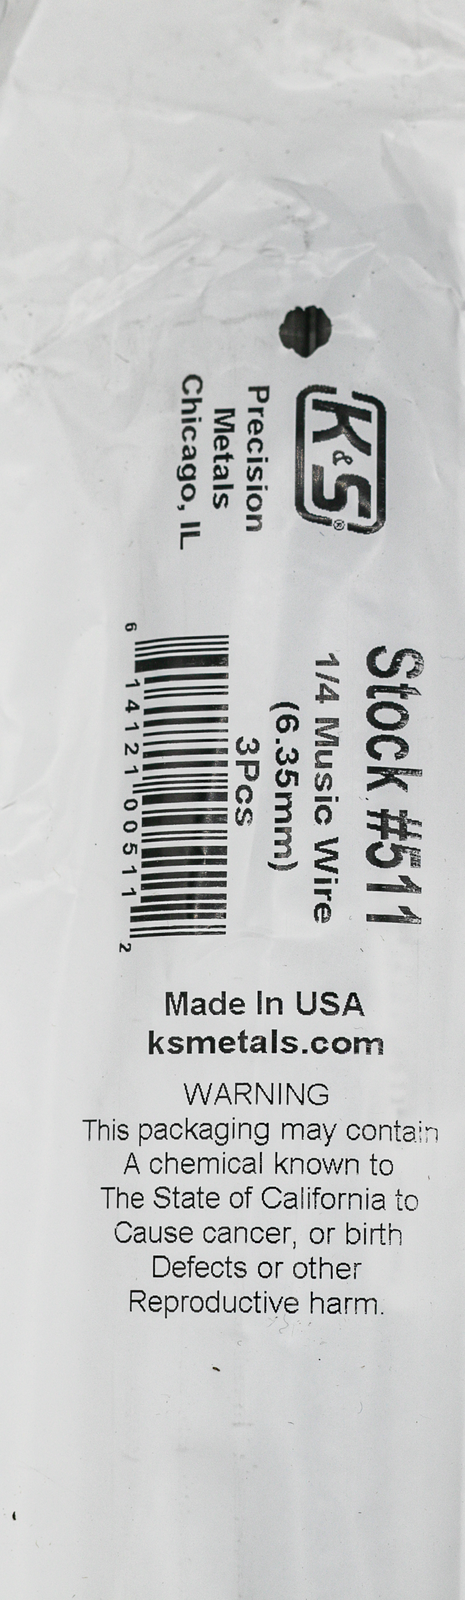 K&S®
Precision
Metals
Chicago, IL
Stock #511
1/4 Music Wire
(6.35mm)
3Pcs
6 14121 00511 2
Made In USA
ksmetals.com
WARNING
This packaging may contain
A chemical known to
The State of California to
Cause cancer, or birth
Defects or other
Reproductive harm.